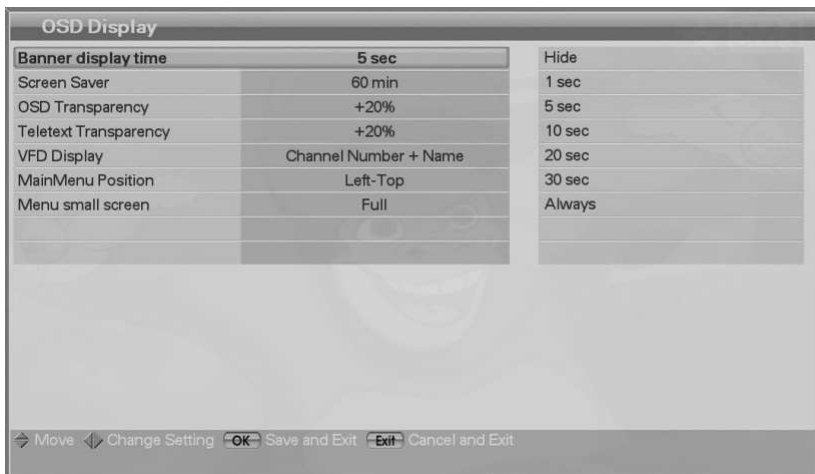 OSD Display
Banner display time 5 sec
Screen Saver 60 min
OSD Transparency +20%
Teletext Transparency +20%
VFD Display Channel Number + Name
MainMenu Position Left-Top
Menu small screen Full
Hide
1 sec
5 sec
10 sec
20 sec
30 sec
Always
Move Change Setting OK Save and Exit Exit Cancel and Exit